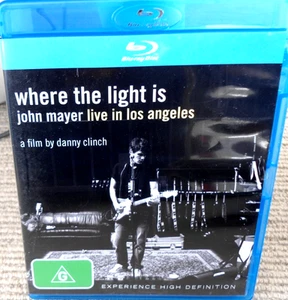 Blu-ray Disc
where the light is
john mayer live in los angeles
a film by danny clinch
G
EXPERIENCE HIGH DEFINITION